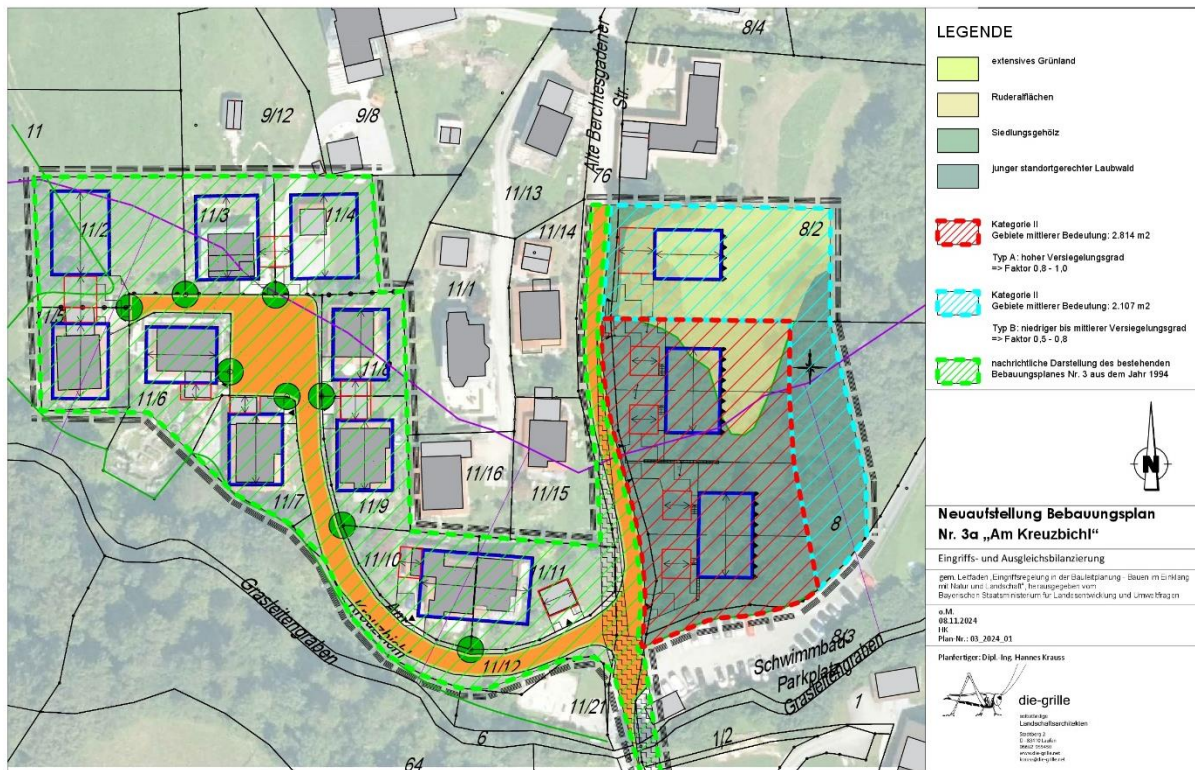 8/4
9/12
9/8
11
Alte Berchtesgadener
Str.
76
11/13
11/2
11/3
11/4
11/14
8/2
11/1
11/5
11/8
11/6
11/16
11/15
11/7
11/9
8
11/10
11/11
Grasleitengraben
Am
Kreuzbichl
11/12
Schwimmbad
Parkplatz
8/3
Grasleitengraben
11/21
6
1/2
1
64
LEGENDE
extensives Grünland
Ruderalflächen
Siedlungsgehölz
junger standortgerechter Laubwald
Kategorie II
Gebiete mittlerer Bedeutung: 2.814 m2
Typ A: hoher Versiegelungsgrad
=> Faktor 0,8 - 1,0
Kategorie II
Gebiete mittlerer Bedeutung: 2.107 m2
Typ B: niedriger bis mittlerer Versiegelungsgrad
=> Faktor 0,5 - 0,8
nachrichtliche Darstellung des bestehenden
Bebauungsplanes Nr. 3 aus dem Jahr 1994
N
Neuaufstellung Bebauungsplan
Nr. 3a „Am Kreuzbichl“
Eingriffs- und Ausgleichsbilanzierung
gem. Leitfaden „Eingriffsregelung in der Bauleitplanung - Bauen im Einklang
mit Natur und Landschaft“, herausgegeben vom
Bayerischen Staatsministerium für Landesentwicklung und Umweltfragen
o.M.
08.11.2024
HK
Plan-Nr.: 03_2024_01
Planfertiger: Dipl. Ing. Hannes Krauss
die-grille
Landschaftsarchitekten